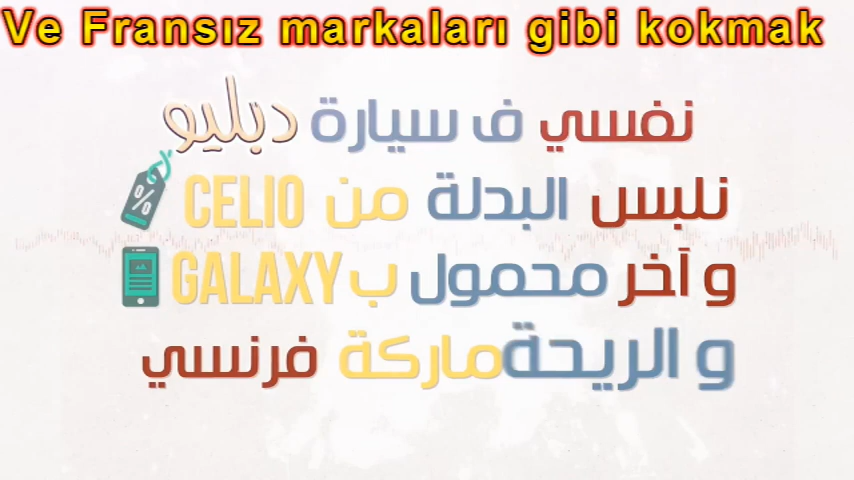 Ve Fransız markaları gibi kokmak
نفسي ف سيارة دبليو
نلبس البدلة من CELIO
و آخر محمول ب GALAXY
و الريحة ماركة فرنسي